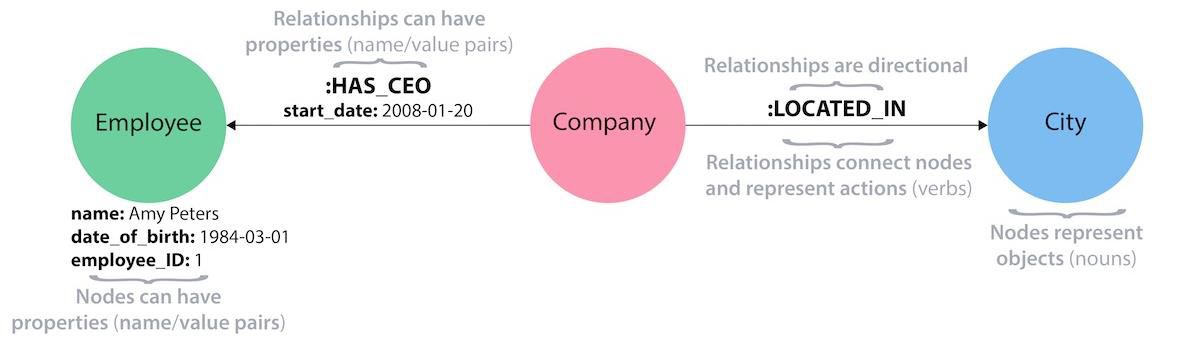 Relationships can have
properties (name/value pairs)
:HAS_CEO
start_date: 2008-01-20
Employee
name: Amy Peters
date_of_birth: 1984-03-01
employee_ID: 1
Nodes can have
properties (name/value pairs)
Company
Relationships are directional
:LOCATED_IN
Relationships connect nodes
and represent actions (verbs)
City
Nodes represent
objects (nouns)